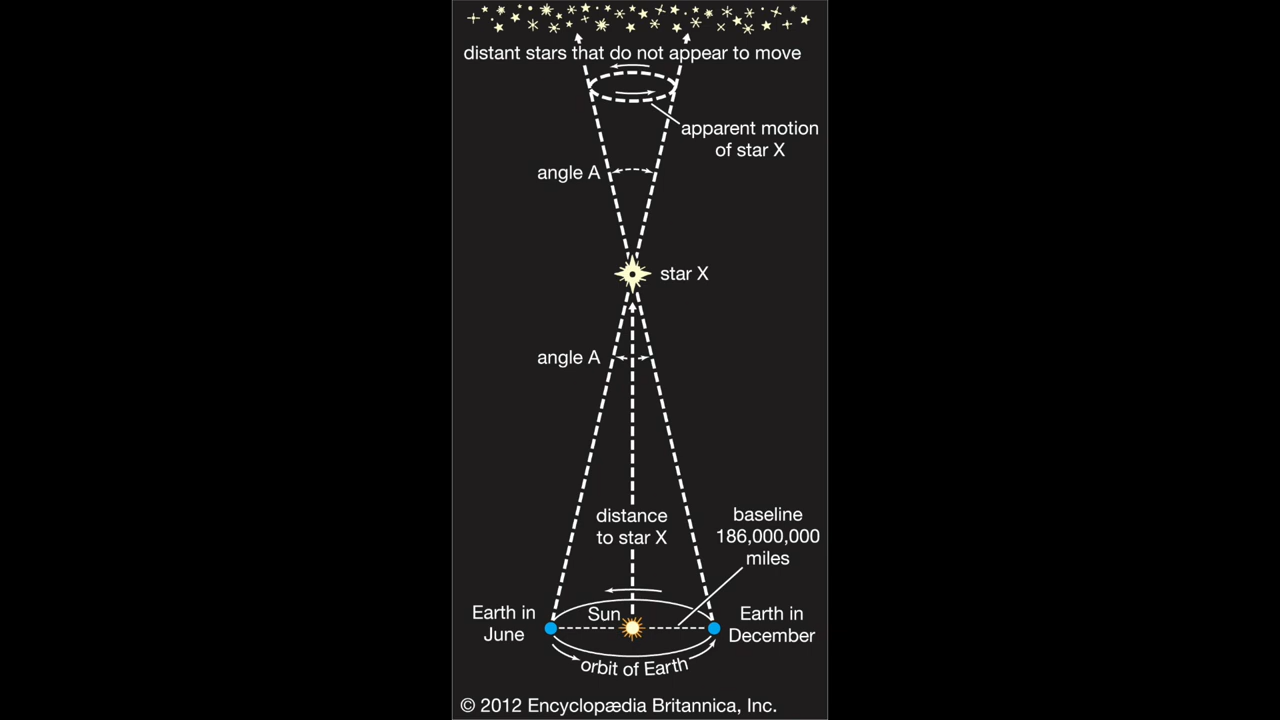 distant stars that do not appear to move
apparent motion
of star X
angle A
star X
angle A
distance
to star X
baseline
186,000,000
miles
Earth in
June
Sun
Earth in
December
orbit of Earth
© 2012 Encyclopædia Britannica, Inc.